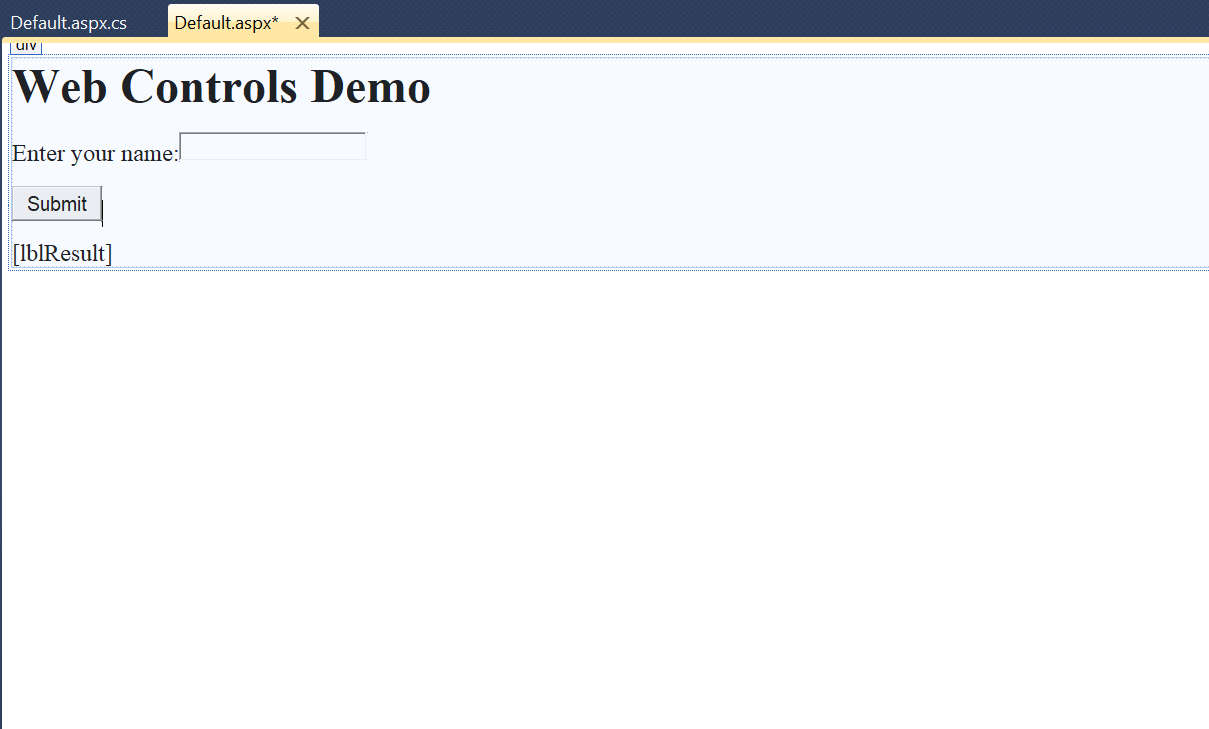 Default.aspx.cs
Default.aspx*
div
Web Controls Demo
Enter your name:
Submit
[lblResult]